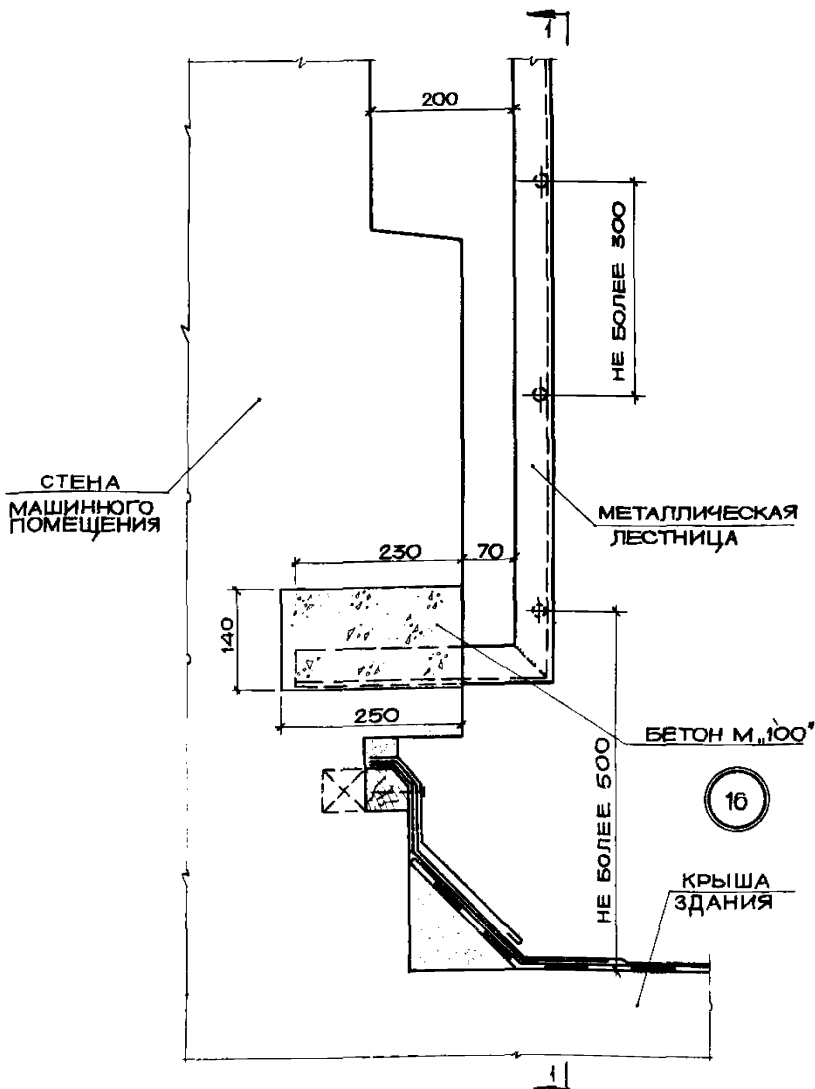 1
200
НЕ БОЛЕЕ 300
СТЕНА
МАШИННОГО
ПОМЕЩЕНИЯ
МЕТАЛЛИЧЕСКАЯ
ЛЕСТНИЦА
230
70
140
250
БЕТОН М„100"
16
НЕ БОЛЕЕ 500
КРЫША
ЗДАНИЯ
1